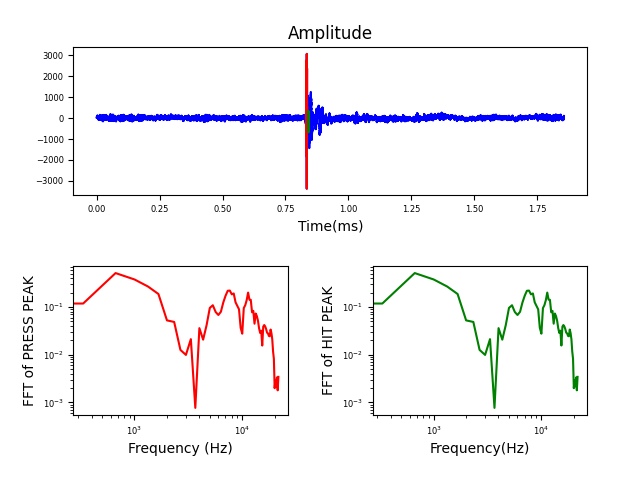 Amplitude
3000
2000
1000
0
−1000
−2000
−3000
0.00 0.25 0.50 0.75 1.00 1.25 1.50 1.75
Time(ms)
FFT of PRESS PEAK
10⁻¹
10⁻²
10⁻³
10³ 10⁴
Frequency (Hz)
FFT of HIT PEAK
10⁻¹
10⁻²
10⁻³
10³ 10⁴
Frequency(Hz)